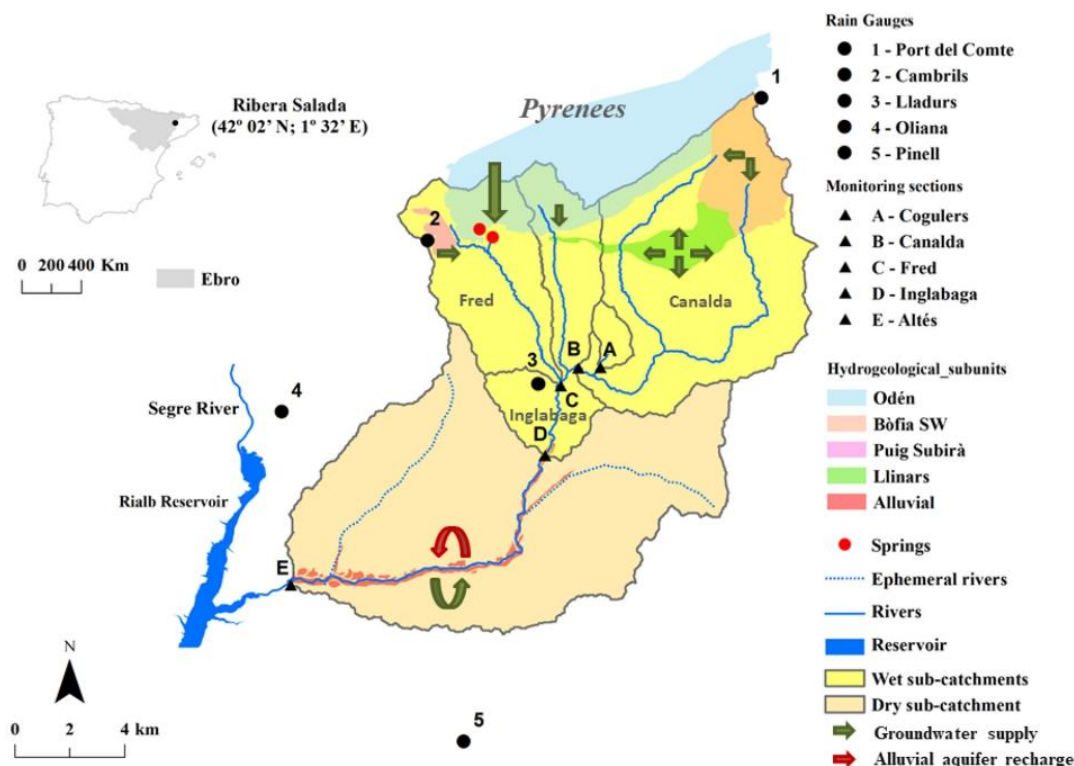 Pyrenees
Ribera Salada
(42º 02’ N; 1º 32’ E)
0 200 400 Km
Ebro
1
2
Fred
Canalda
B
A
3
C
Inglabaga
D
4
Segre River
Rialb Reservoir
E
N
0 2 4 km
5
Rain Gauges
1 - Port del Comte
2 - Cambrils
3 - Lladurs
4 - Oliana
5 - Pinell
Monitoring sections
A - Cogulers
B - Canalda
C - Fred
D - Inglabaga
E - Altés
Hydrogeological_subunits
Odén
Bòfia SW
Puig Subirà
Llinars
Alluvial
Springs
Ephemeral rivers
Rivers
Reservoir
Wet sub-catchments
Dry sub-catchment
Groundwater supply
Alluvial aquifer recharge